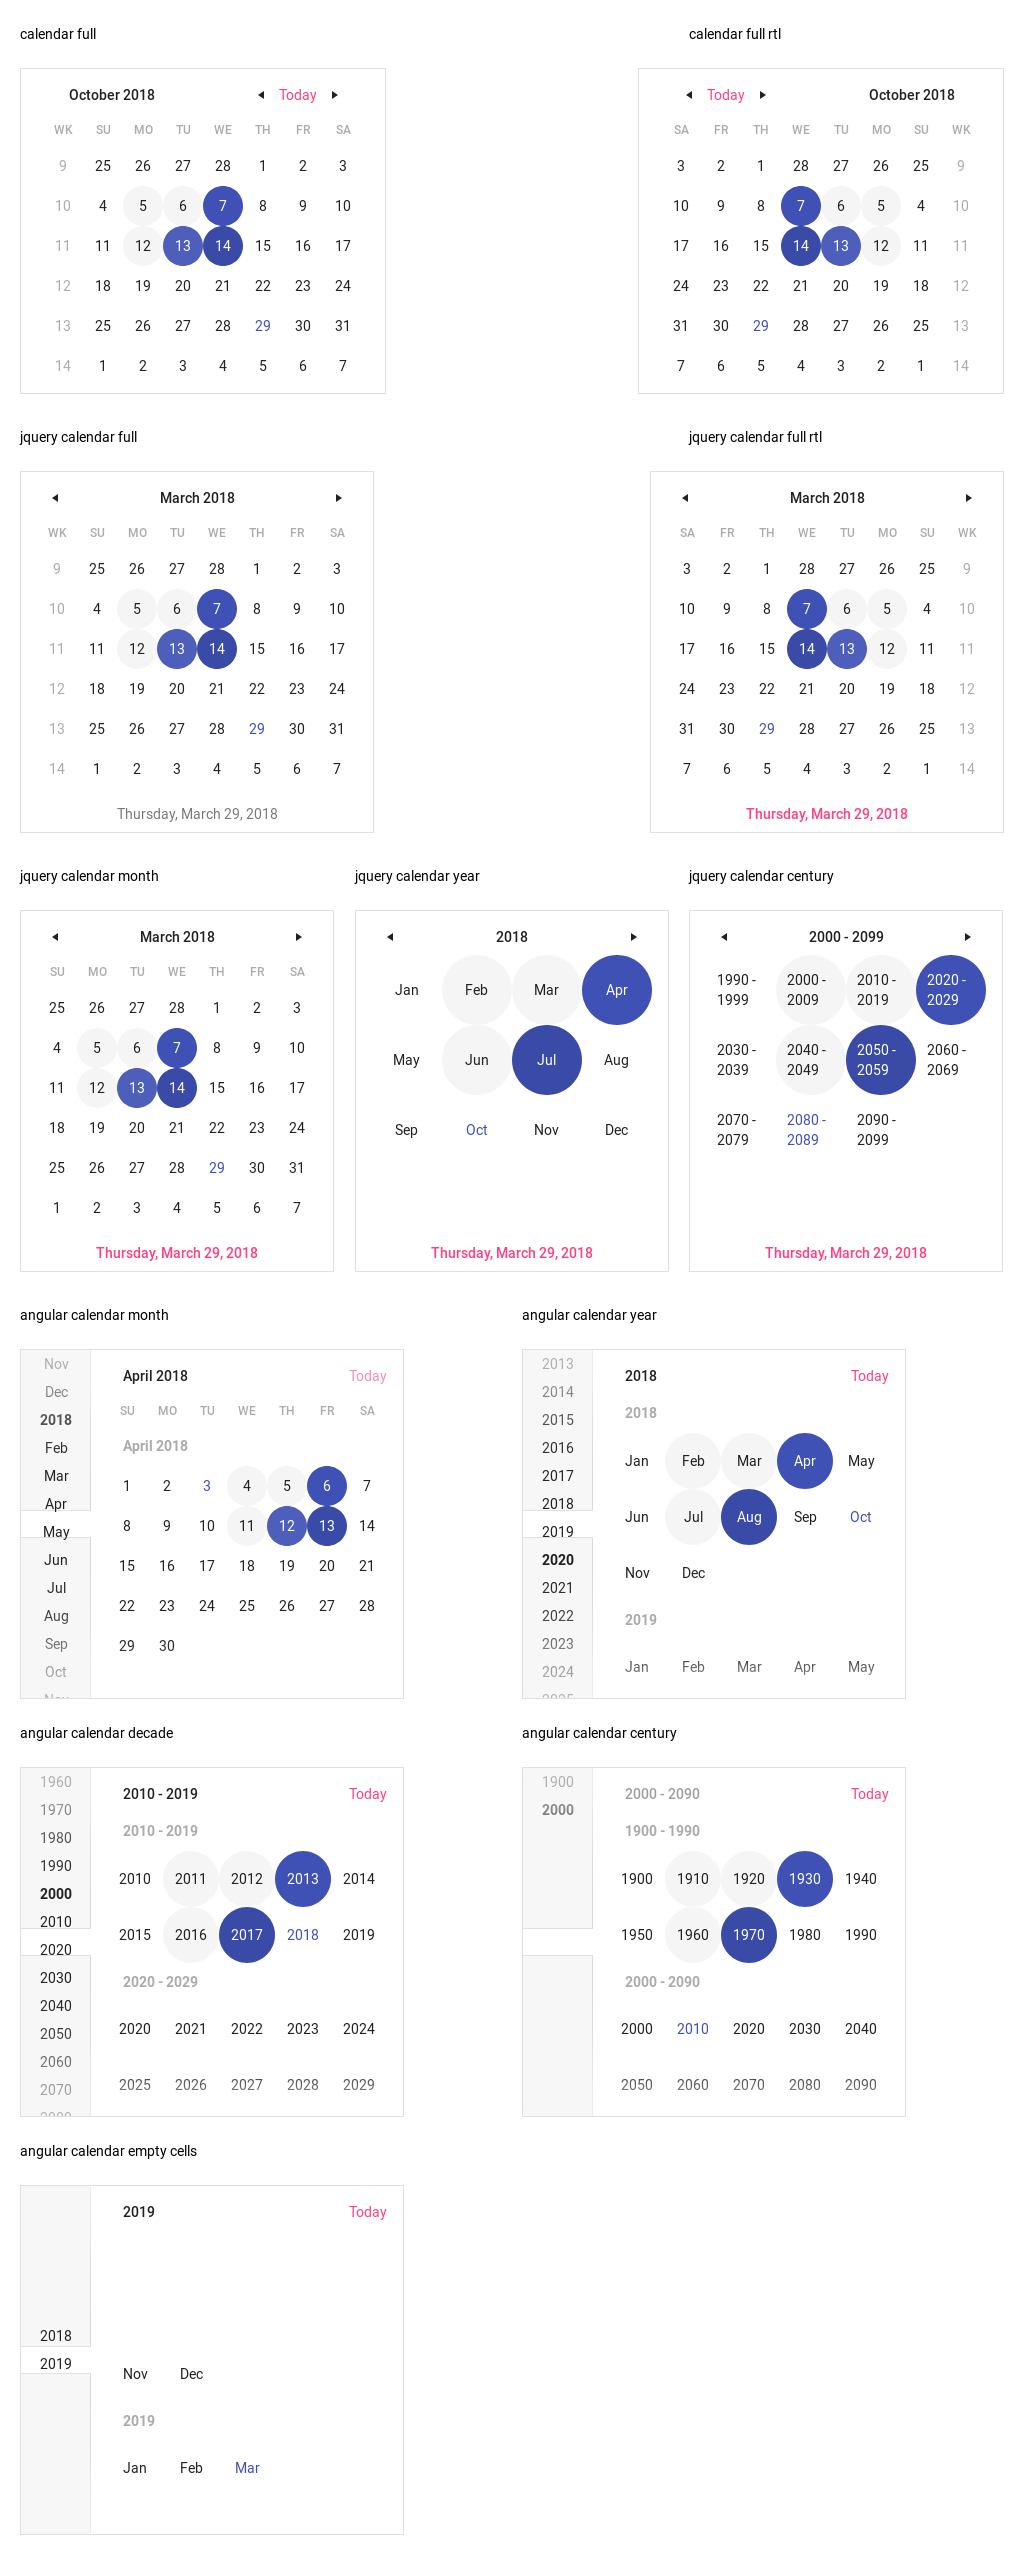 calendar full
October 2018 Today
WK SU MO TU WE TH FR SA
9 25 26 27 28 1 2 3
10 4 5 6 7 8 9 10
11 11 12 13 14 15 16 17
12 18 19 20 21 22 23 24
13 25 26 27 28 29 30 31
14 1 2 3 4 5 6 7
calendar full rtl
Today October 2018
SA FR TH WE TU MO SU WK
3 2 1 28 27 26 25 9
10 9 8 7 6 5 4 10
17 16 15 14 13 12 11 11
24 23 22 21 20 19 18 12
31 30 29 28 27 26 25 13
7 6 5 4 3 2 1 14
jquery calendar full
March 2018
WK SU MO TU WE TH FR SA
9 25 26 27 28 1 2 3
10 4 5 6 7 8 9 10
11 11 12 13 14 15 16 17
12 18 19 20 21 22 23 24
13 25 26 27 28 29 30 31
14 1 2 3 4 5 6 7
Thursday, March 29, 2018
jquery calendar full rtl
March 2018
SA FR TH WE TU MO SU WK
3 2 1 28 27 26 25 9
10 9 8 7 6 5 4 10
17 16 15 14 13 12 11 11
24 23 22 21 20 19 18 12
31 30 29 28 27 26 25 13
7 6 5 4 3 2 1 14
Thursday, March 29, 2018
jquery calendar month
March 2018
SU MO TU WE TH FR SA
25 26 27 28 1 2 3
4 5 6 7 8 9 10
11 12 13 14 15 16 17
18 19 20 21 22 23 24
25 26 27 28 29 30 31
1 2 3 4 5 6 7
Thursday, March 29, 2018
jquery calendar year
2018
Jan Feb Mar Apr
May Jun Jul Aug
Sep Oct Nov Dec
Thursday, March 29, 2018
jquery calendar century
2000 - 2099
1990 - 1999 2000 - 2009 2010 - 2019 2020 - 2029
2030 - 2039 2040 - 2049 2050 - 2059 2060 - 2069
2070 - 2079 2080 - 2089 2090 - 2099
Thursday, March 29, 2018
angular calendar month
Nov
Dec
2018
Feb
Mar
Apr
May
Jun
Jul
Aug
Sep
Oct
Nov
April 2018 Today
SU MO TU WE TH FR SA
April 2018
1 2 3 4 5 6 7
8 9 10 11 12 13 14
15 16 17 18 19 20 21
22 23 24 25 26 27 28
29 30
angular calendar year
2013
2014
2015
2016
2017
2018
2019
2020
2021
2022
2023
2024
2025
2018 Today
2018
Jan Feb Mar Apr May
Jun Jul Aug Sep Oct
Nov Dec
2019
Jan Feb Mar Apr May
angular calendar decade
1960
1970
1980
1990
2000
2010
2020
2030
2040
2050
2060
2070
2080
2010 - 2019 Today
2010 - 2019
2010 2011 2012 2013 2014
2015 2016 2017 2018 2019
2020 - 2029
2020 2021 2022 2023 2024
2025 2026 2027 2028 2029
angular calendar century
1900
2000
2000 - 2090 Today
1900 - 1990
1900 1910 1920 1930 1940
1950 1960 1970 1980 1990
2000 - 2090
2000 2010 2020 2030 2040
2050 2060 2070 2080 2090
angular calendar empty cells
2018
2019
2019 Today
Nov Dec
2019
Jan Feb Mar